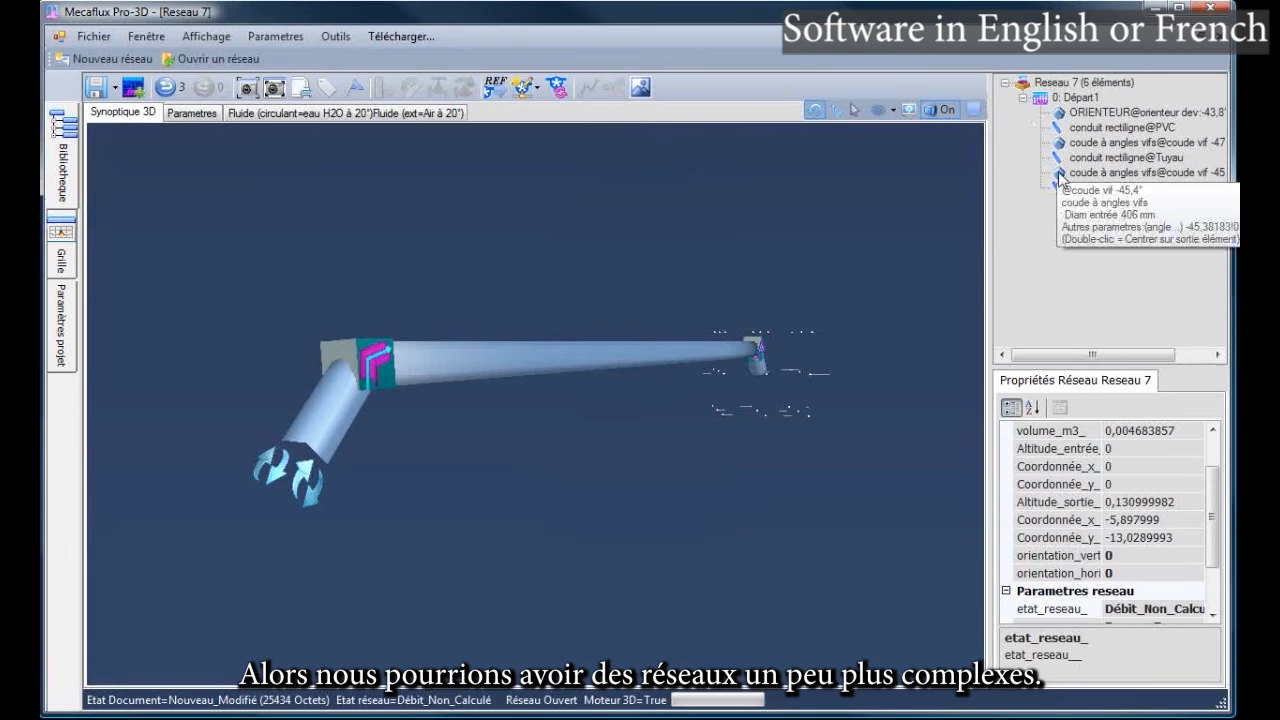 Mecaflux Pro-3D - [Reseau 7]
Software in English or French
Fichier Fenêtre Affichage Parametres Outils Télécharger...
Nouveau réseau Ouvrir un réseau
3 0 REF
Synoptique 3D Parametres Fluide (circulant=eau H2O à 20°)Fluide (ext=Air à 20°) On
Bibliotheque
Grille
Paramètres projet
Reseau 7 (6 éléments)
0: Départ1
ORIENTEUR@orienteur dev:-43,8°
conduit rectiligne@PVC
coude à angles vifs@coude vif -47
conduit rectiligne@Tuyau
coude à angles vifs@coude vif -45
@coude vif -45,4°
coude à angles vifs
Diam entrée 406 mm
Autres parametres:(angle...) -45,38183!0
(Double-clic = Centrer sur sortie élément)
Propriétés Réseau Reseau 7
volume_m3_ 0,004683857
Altitude_entrée_ 0
Coordonnée_x_ 0
Coordonnée_y_ 0
Altitude_sortie_ 0,130999982
Coordonnée_x_ -5,897999
Coordonnée_y_ -13,0289993
orientation_vert 0
orientation_hori 0
Parametres reseau
etat_reseau_ Débit_Non_Calcu
etat_reseau_
etat_reseau__
Alors nous pourrions avoir des réseaux un peu plus complexes.
Etat Document=Nouveau_Modifié (25434 Octets) Etat réseau=Débit_Non_Calculé Réseau Ouvert Moteur 3D=True